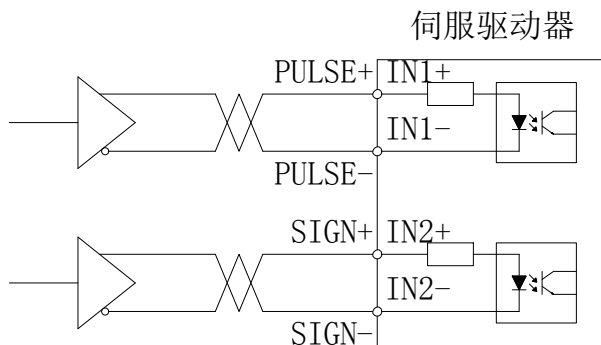 伺服驱动器
PULSE+ IN1+
IN1-
PULSE-
SIGN+ IN2+
IN2-
SIGN-